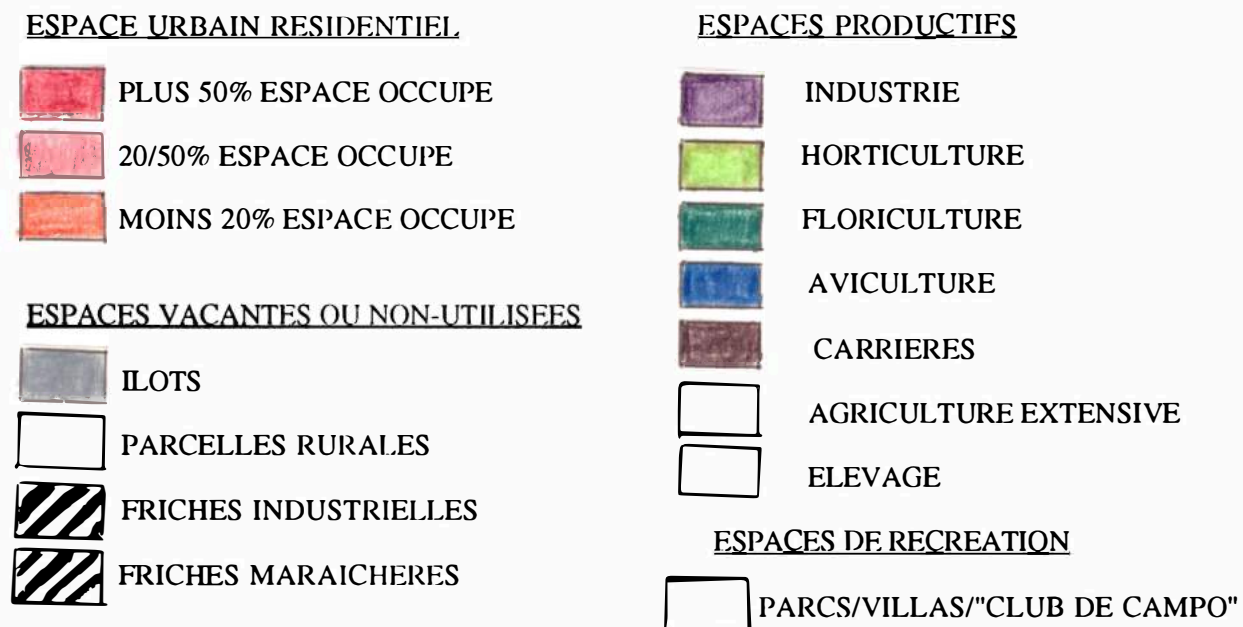 ESPACE URBAIN RESIDENTIEL
PLUS 50% ESPACE OCCUPE
20/50% ESPACE OCCUPE
MOINS 20% ESPACE OCCUPE
ESPACES VACANTES OU NON-UTILISEES
ILOTS
PARCELLES RURALES
FRICHES INDUSTRIELLES
FRICHES MARAICHERES
ESPACES PRODUCTIFS
INDUSTRIE
HORTICULTURE
FLORICULTURE
AVICULTURE
CARRIERES
AGRICULTURE EXTENSIVE
ELEVAGE
ESPACES DE RECREATION
PARCS/VILLAS/"CLUB DE CAMPO"